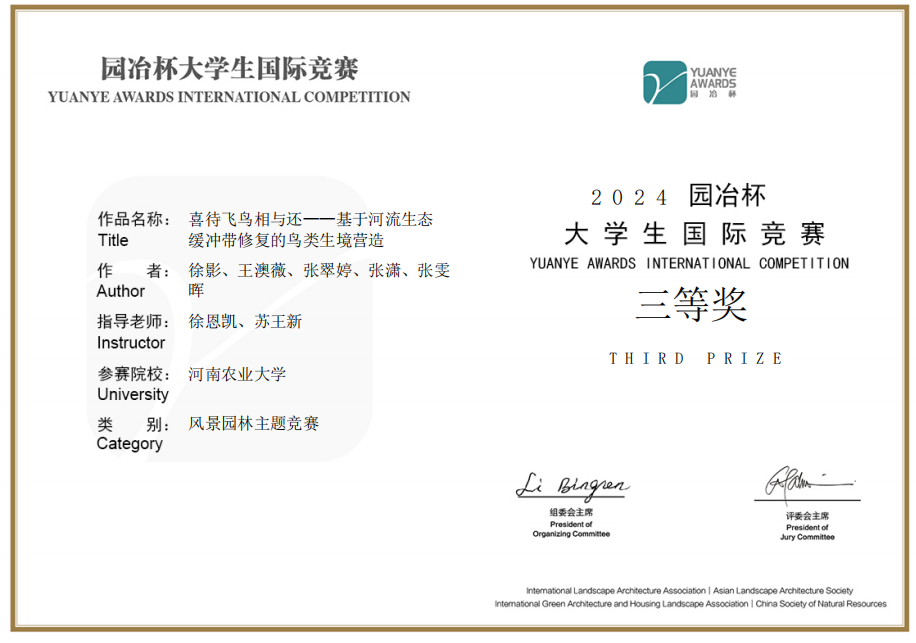 园冶杯大学生国际竞赛
YUANYE AWARDS INTERNATIONAL COMPETITION
YUANYE
AWARDS
园 冶 杯
作品名称： 喜待飞鸟相与还——基于河流生态
Title 缓冲带修复的鸟类生境营造
作 者： 徐影、王澳薇、张翠婷、张潇、张雯
Author 晖
指导老师： 徐恩凯、苏王新
Instructor
参赛院校： 河南农业大学
University
类 别： 风景园林主题竞赛
Category
2024 园冶杯
大学生国际竞赛
YUANYE AWARDS INTERNATIONAL COMPETITION
三等奖
THIRD PRIZE
Li Bingren
组委会主席
President of
Organizing Committee
评委会主席
President of
Jury Committee
International Landscape Architecture Association | Asian Landscape Architecture Society
International Green Architecture and Housing Landscape Association | China Society of Natural Resources